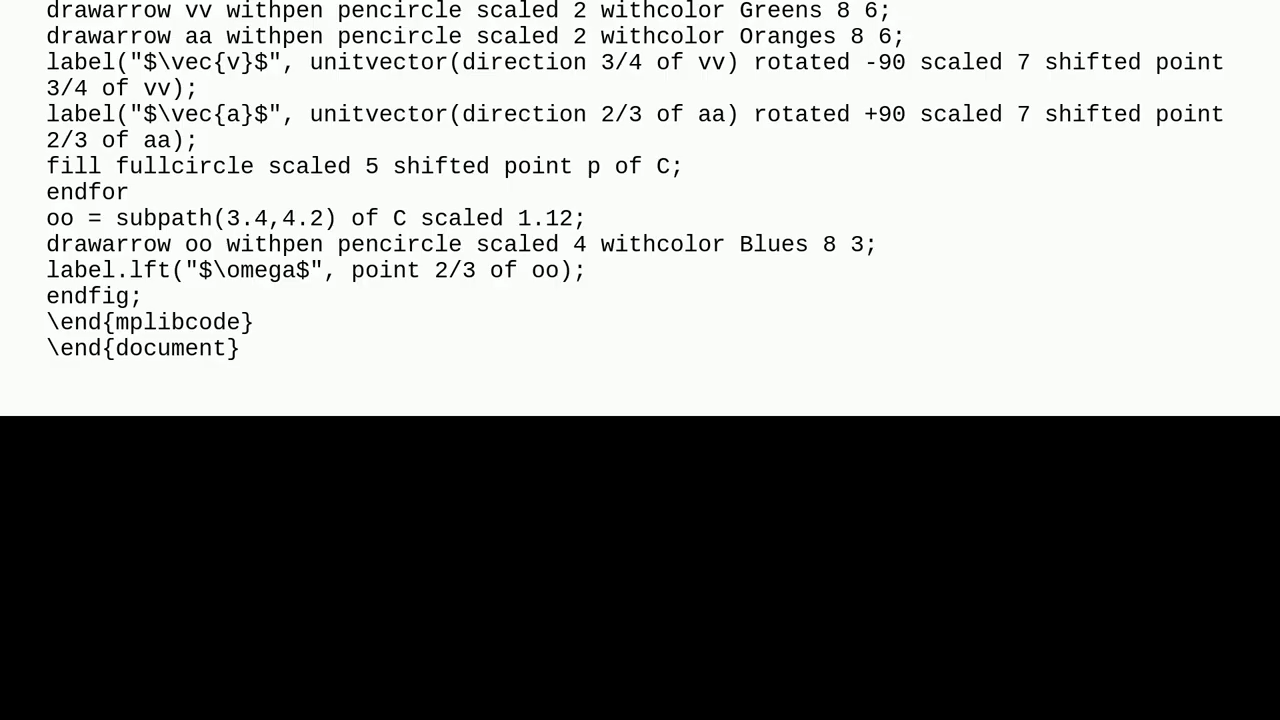 drawarrow vv withpen pencircle scaled 2 withcolor Greens 8 6;
drawarrow aa withpen pencircle scaled 2 withcolor Oranges 8 6;
label("$\vec{v}$", unitvector(direction 3/4 of vv) rotated -90 scaled 7 shifted point
3/4 of vv);
label("$\vec{a}$", unitvector(direction 2/3 of aa) rotated +90 scaled 7 shifted point
2/3 of aa);
fill fullcircle scaled 5 shifted point p of C;
endfor
oo = subpath(3.4,4.2) of C scaled 1.12;
drawarrow oo withpen pencircle scaled 4 withcolor Blues 8 3;
label.lft("$\omega$", point 2/3 of oo);
endfig;
\end{mplibcode}
\end{document}